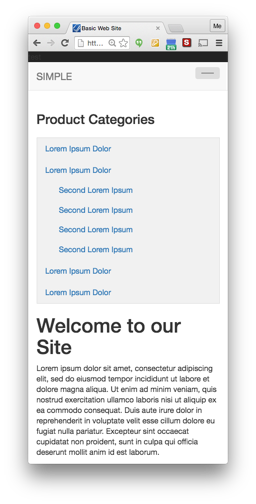 Basic Web Site
Me
htt...
SIMPLE
Product Categories
Lorem Ipsum Dolor
Lorem Ipsum Dolor
Second Lorem Ipsum
Second Lorem Ipsum
Second Lorem Ipsum
Second Lorem Ipsum
Lorem Ipsum Dolor
Lorem Ipsum Dolor
Welcome to our
Site
Lorem ipsum dolor sit amet, consectetur adipiscing
elit, sed do eiusmod tempor incididunt ut labore et
dolore magna aliqua. Ut enim ad minim veniam, quis
nostrud exercitation ullamco laboris nisi ut aliquip ex
ea commodo consequat. Duis aute irure dolor in
reprehenderit in voluptate velit esse cillum dolore eu
fugiat nulla pariatur. Excepteur sint occaecat
cupidatat non proident, sunt in culpa qui officia
deserunt mollit anim id est laborum.